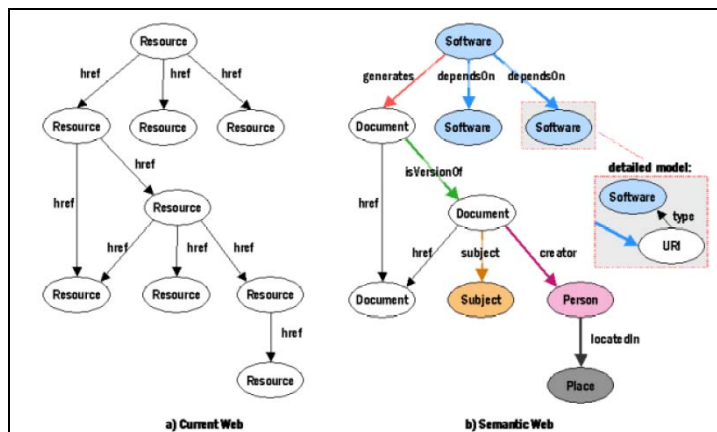 Resource
href
href
href
Resource
Resource
Resource
href
href
Resource
href
href
href
Resource
Resource
Resource
href
Resource
a) Current Web
Software
generates
dependsOn
dependsOn
Document
Software
Software
isVersionOf
detailed model:
Software
type
URI
href
Document
href
subject
creator
Document
Subject
Person
locatedIn
Place
b) Semantic Web